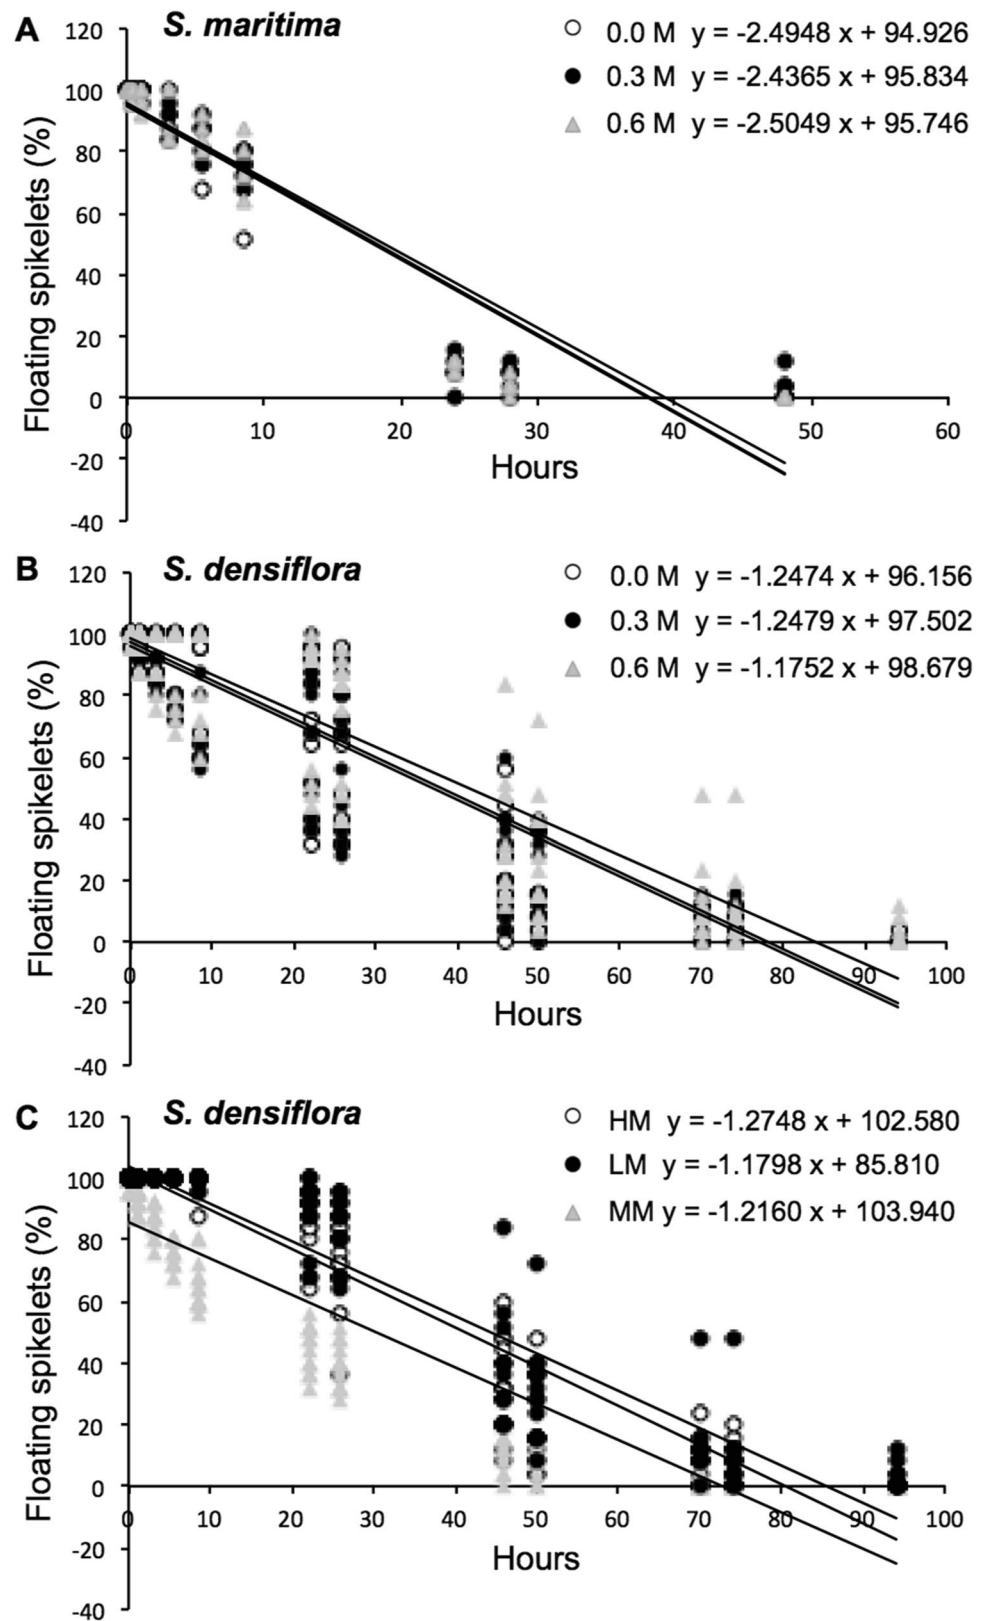 A S. maritima
0.0 M y = -2.4948 x + 94.926
0.3 M y = -2.4365 x + 95.834
0.6 M y = -2.5049 x + 95.746
Floating spikelets (%)
120
100
80
60
40
20
0
-20
-40
0 10 20 30 40 50 60
Hours
B S. densiflora
0.0 M y = -1.2474 x + 96.156
0.3 M y = -1.2479 x + 97.502
0.6 M y = -1.1752 x + 98.679
Floating spikelets (%)
120
100
80
60
40
20
0
-20
-40
0 10 20 30 40 50 60 70 80 90 100
Hours
C S. densiflora
HM y = -1.2748 x + 102.580
LM y = -1.1798 x + 85.810
MM y = -1.2160 x + 103.940
Floating spikelets (%)
120
100
80
60
40
20
0
-20
-40
0 10 20 30 40 50 60 70 80 90 100
Hours